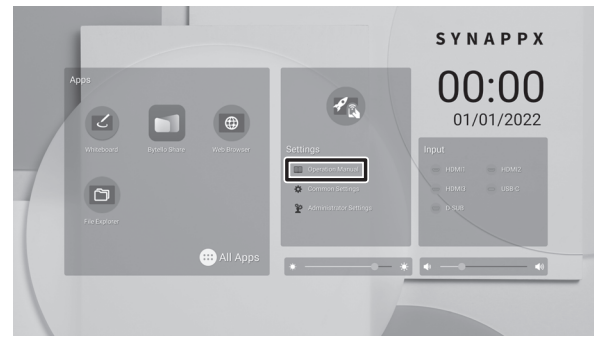 SYNAPPX
00:00
01/01/2022
Apps
Whiteboard
Bytello Share
Web Browser
File Explorer
All Apps
Settings
Operation Manual
Common Settings
Administrator Settings
Input
HDMI1 HDMI2
HDMI3 USB-C
D-SUB